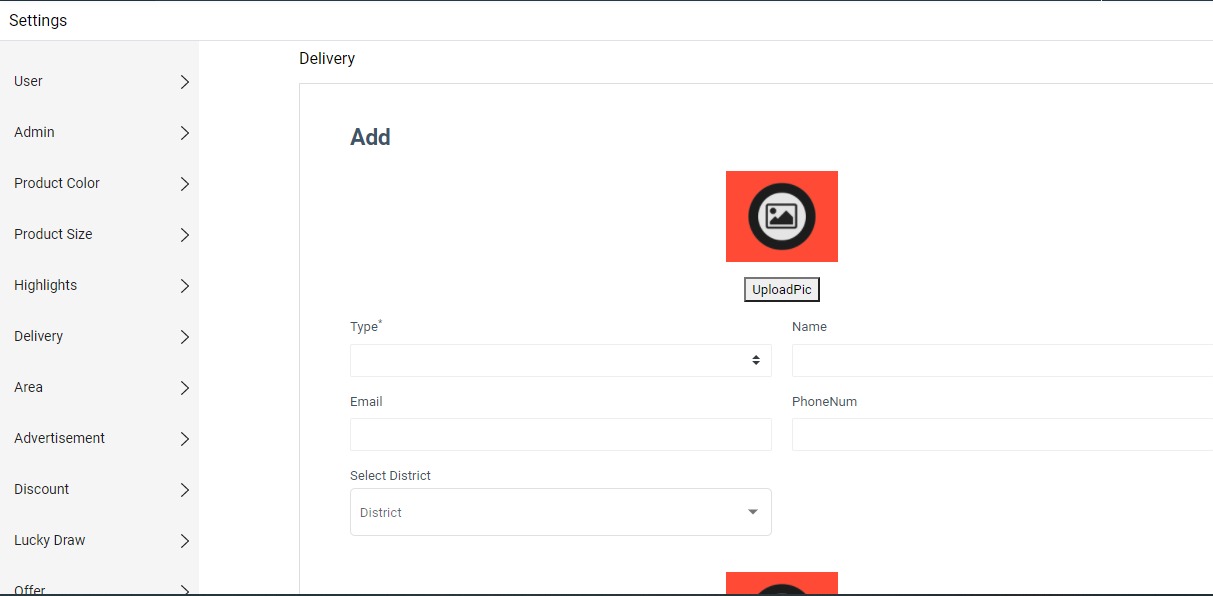 Settings
User
Admin
Product Color
Product Size
Highlights
Delivery
Area
Advertisement
Discount
Lucky Draw
Offer
Delivery
Add
UploadPic
Type*
Name
Email
PhoneNum
Select District
District